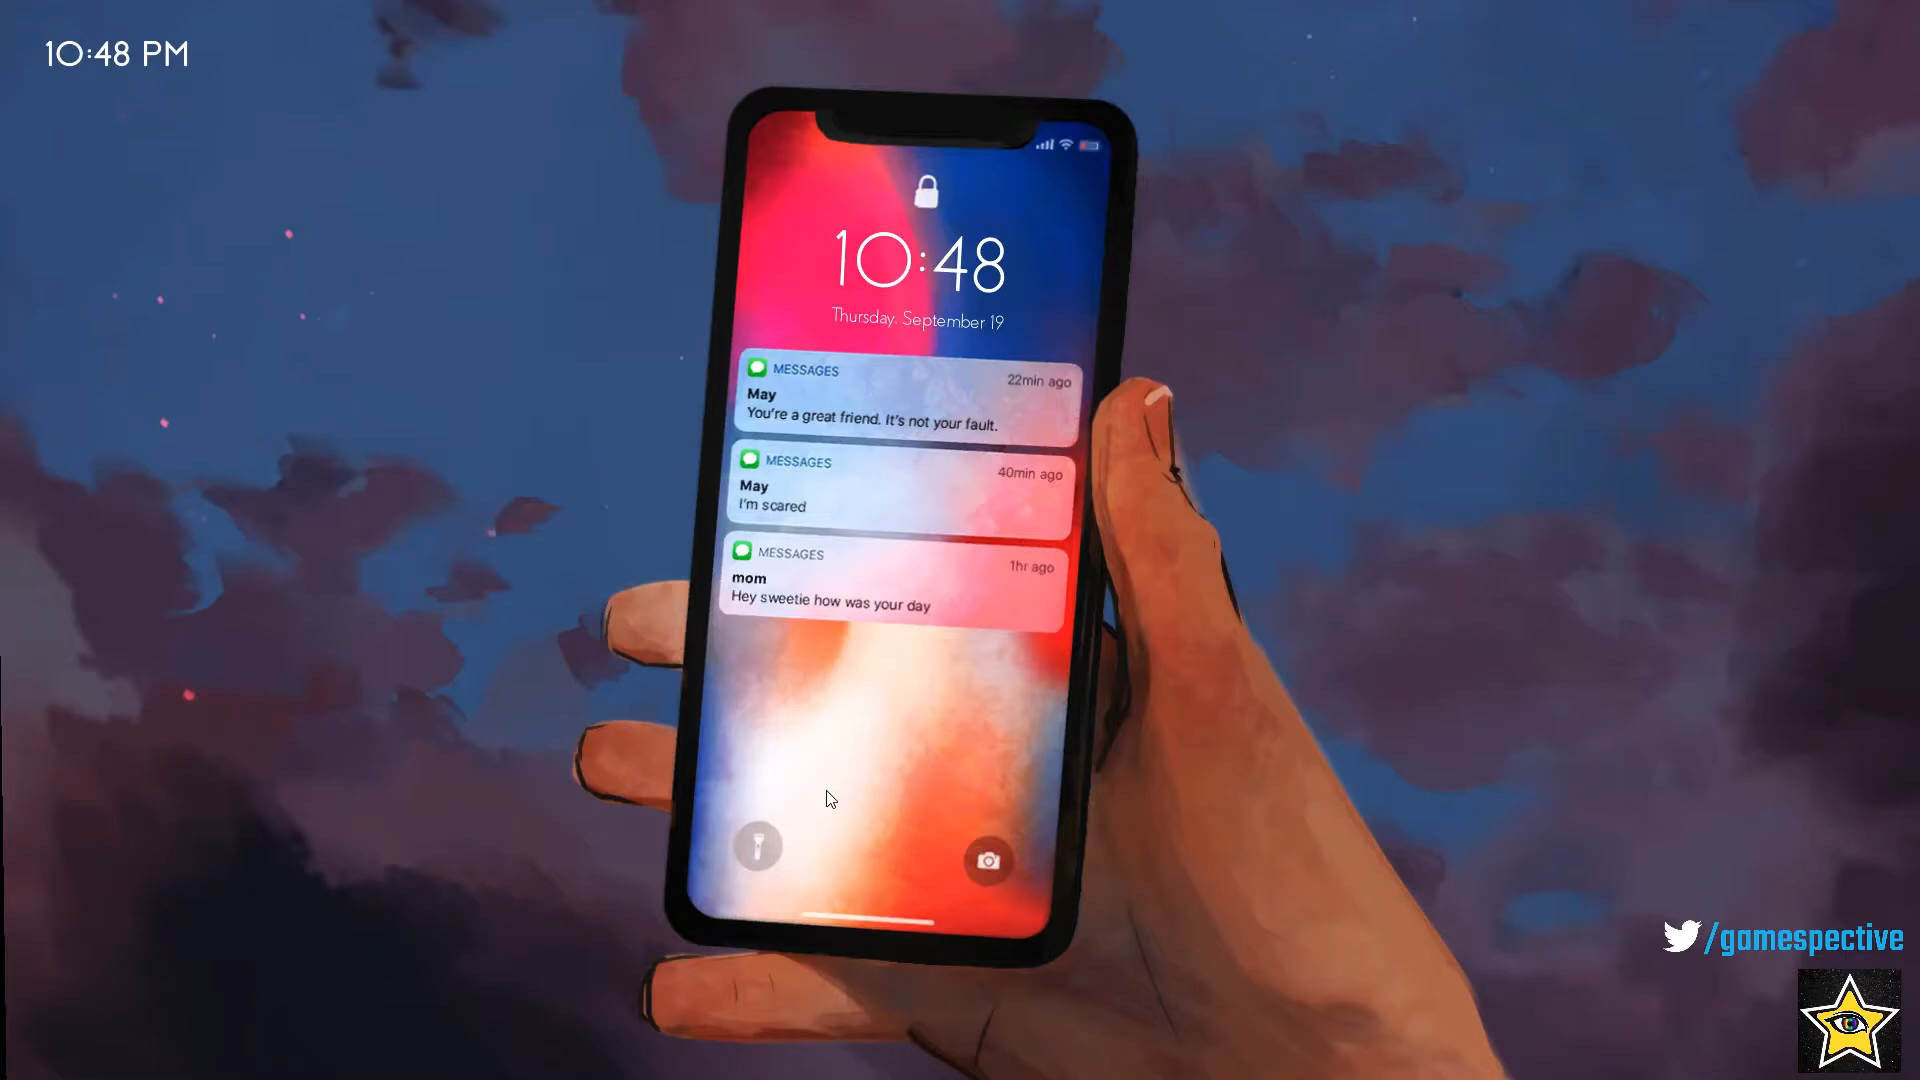 10:48 PM
10:48
Thursday. September 19
MESSAGES
22min ago
May
You're a great friend. It's not your fault.
MESSAGES
40min ago
May
I'm scared
MESSAGES
1hr ago
mom
Hey sweetie how was your day
/gamespective